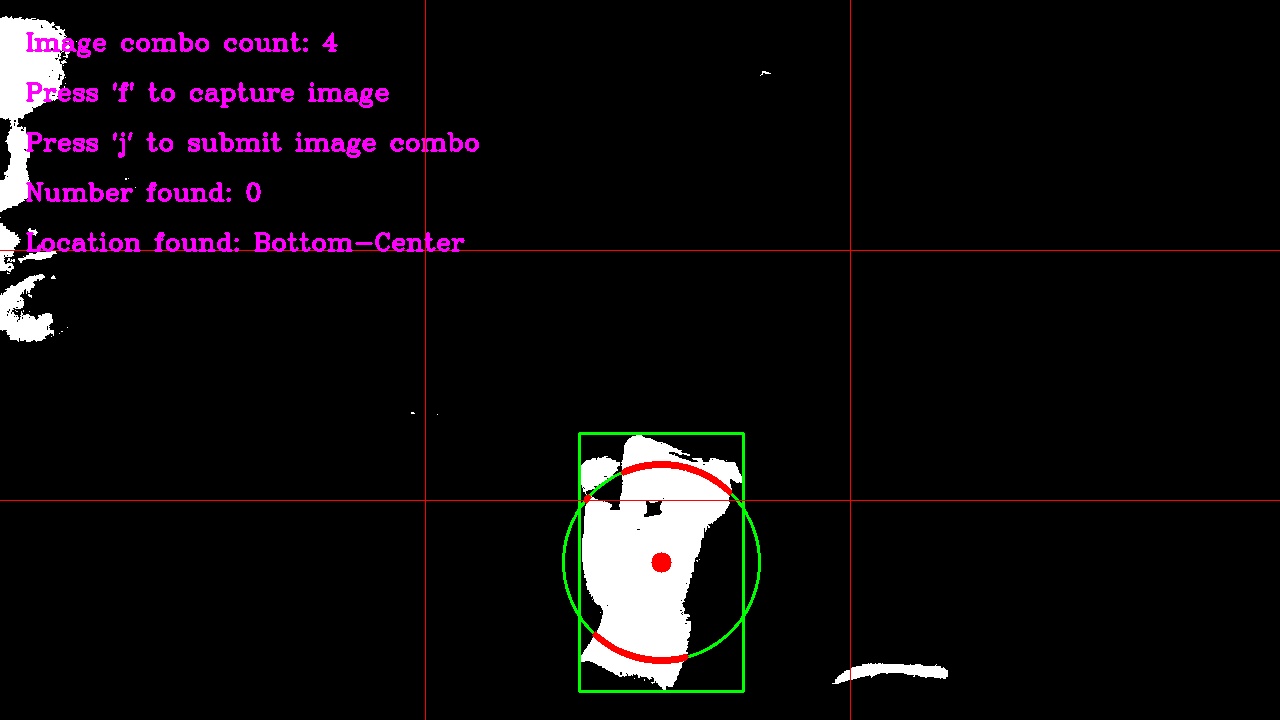 Image combo count: 4
Press 'f' to capture image
Press 'j' to submit image combo
Number found: 0
Location found: Bottom-Center